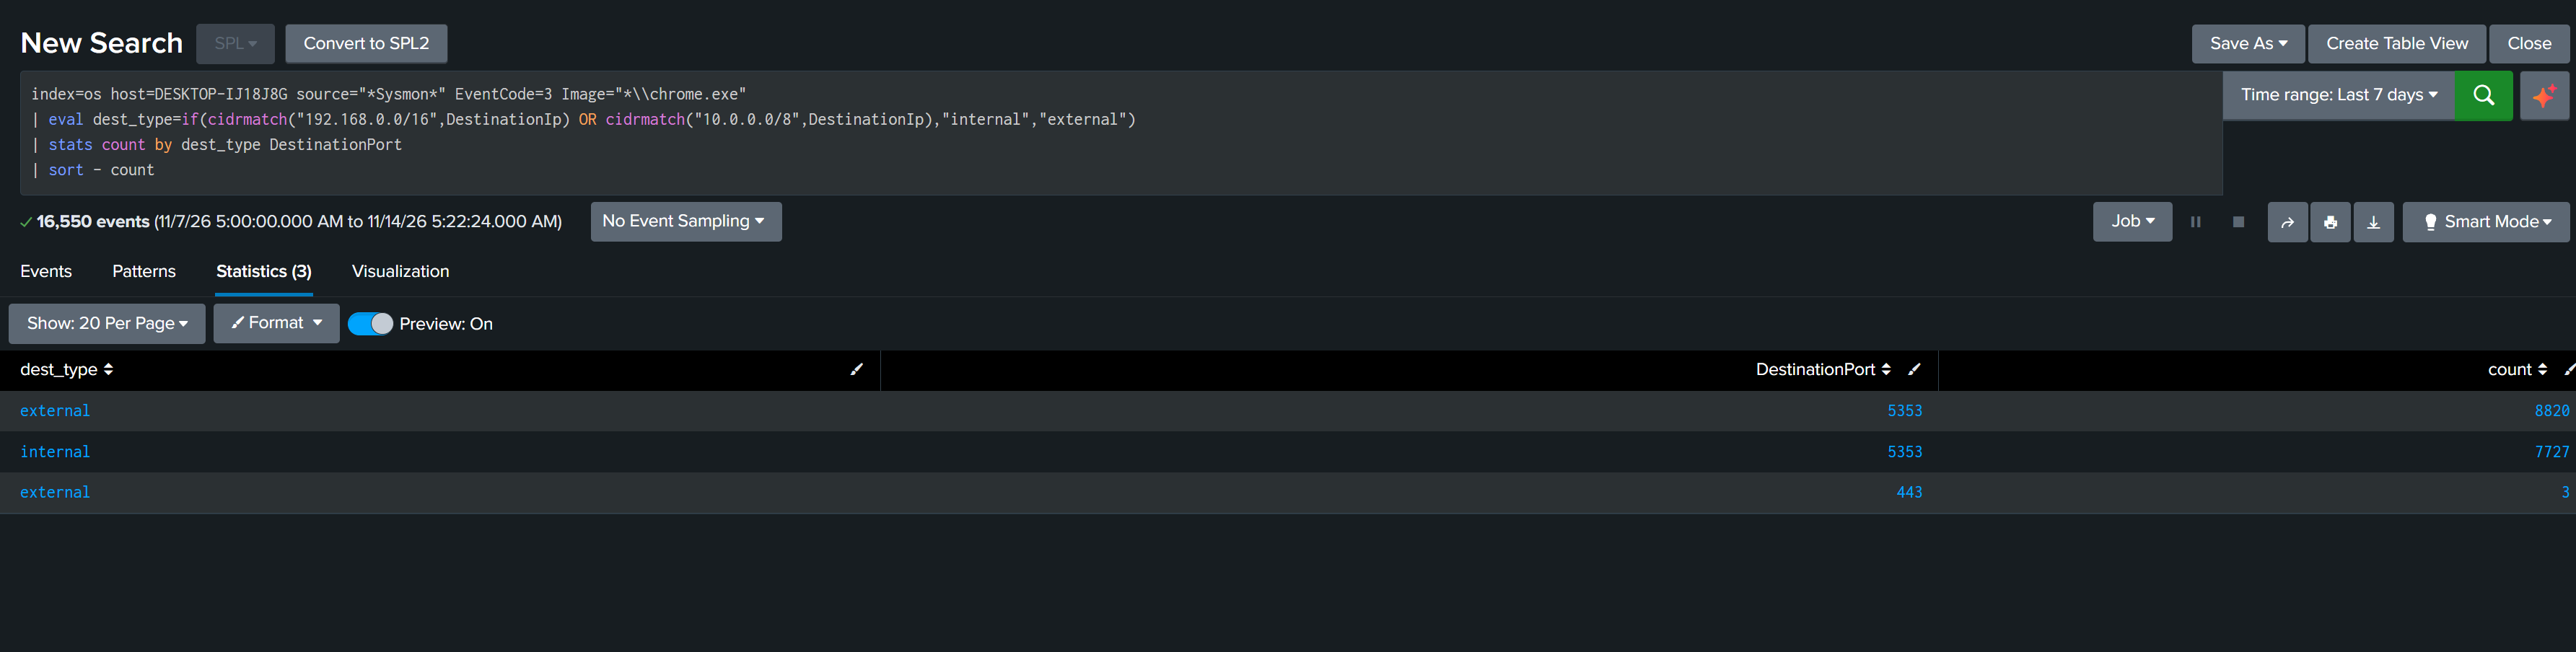 New Search SPL Convert to SPL2 Save As Create Table View Close
index=os host=DESKTOP-IJ18J8G source="*Sysmon*" EventCode=3 Image="*\\chrome.exe"
| eval dest_type=if(cidrmatch("192.168.0.0/16",DestinationIp) OR cidrmatch("10.0.0.0/8",DestinationIp),"internal","external")
| stats count by dest_type DestinationPort
| sort - count
Time range: Last 7 days
16,550 events (11/7/26 5:00:00.000 AM to 11/14/26 5:22:24.000 AM) No Event Sampling Job Smart Mode
Events Patterns Statistics (3) Visualization
Show: 20 Per Page Format Preview: On
dest_type DestinationPort count
external 5353 8820
internal 5353 7727
external 443 3